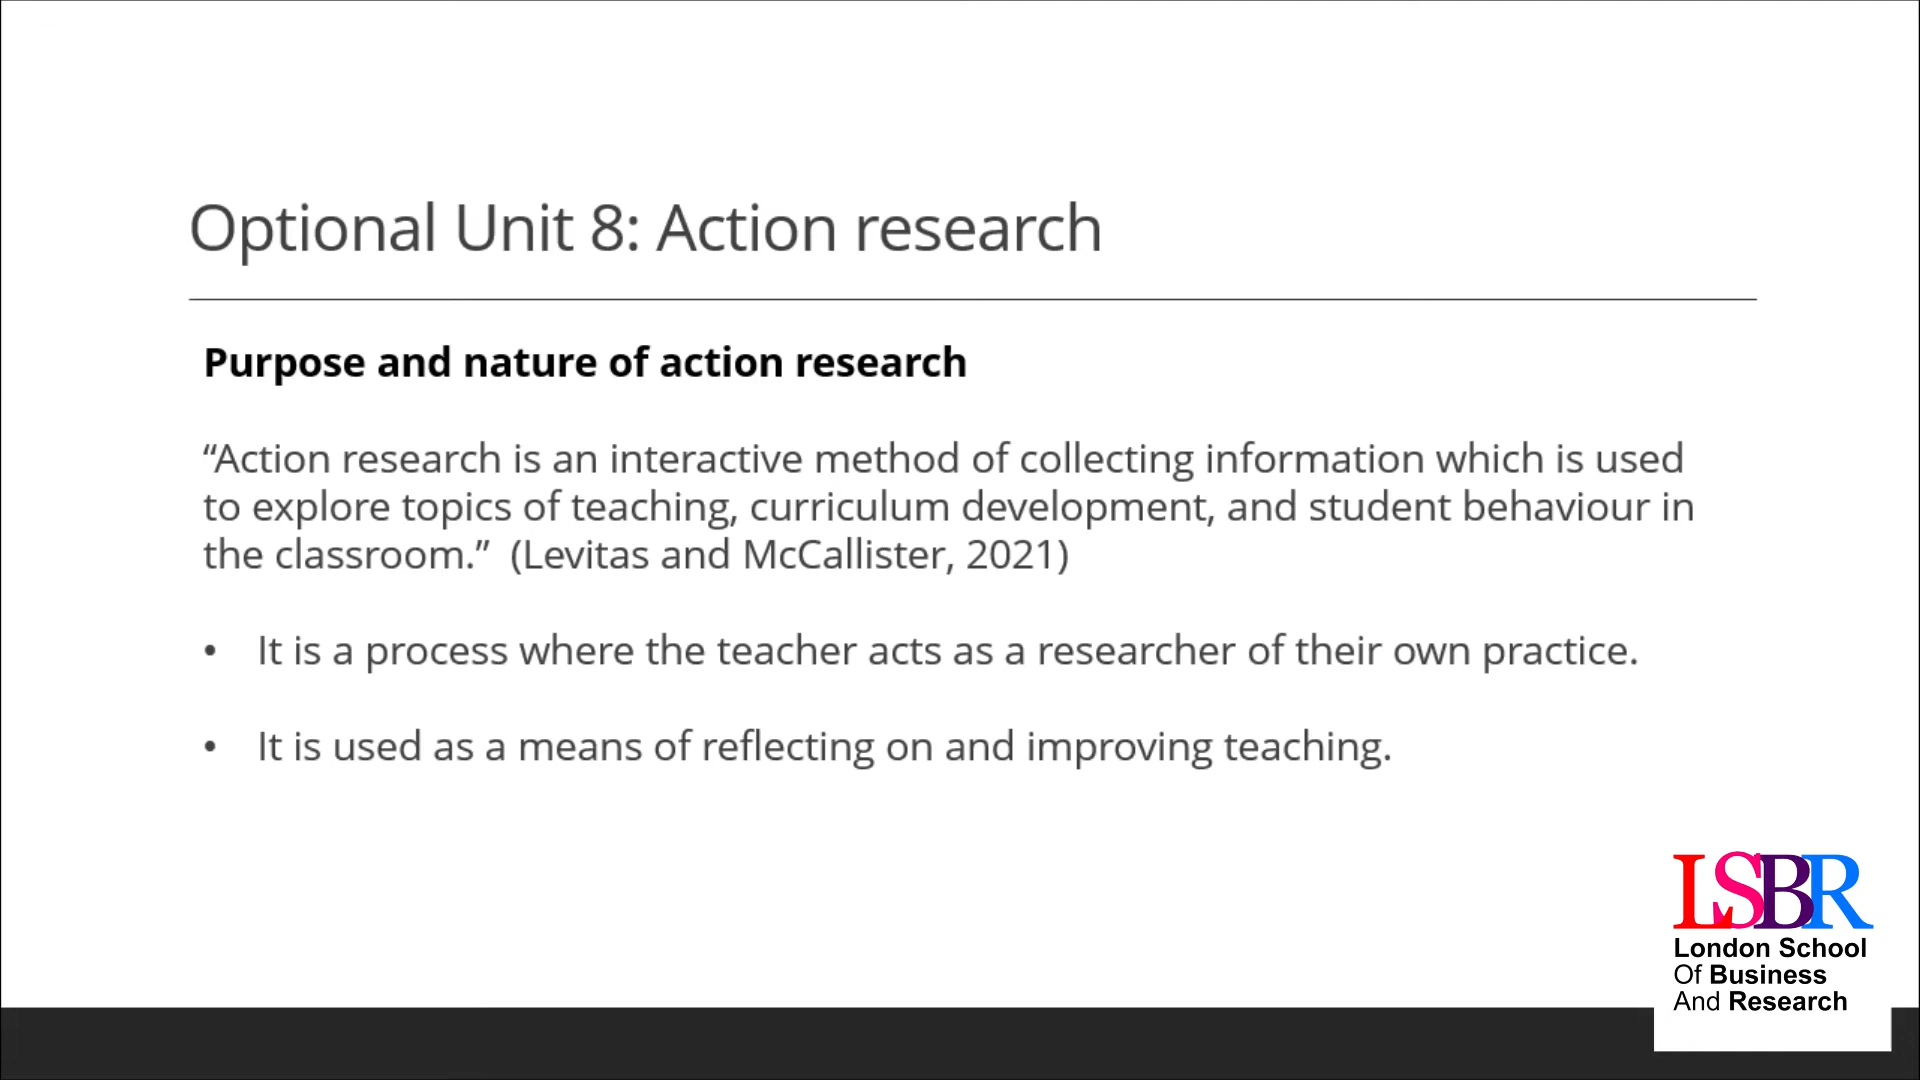 Optional Unit 8: Action research
Purpose and nature of action research
“Action research is an interactive method of collecting information which is used
to explore topics of teaching, curriculum development, and student behaviour in
the classroom.”  (Levitas and McCallister, 2021)
• It is a process where the teacher acts as a researcher of their own practice.
• It is used as a means of reflecting on and improving teaching.
LSBR
London School
Of Business
And Research